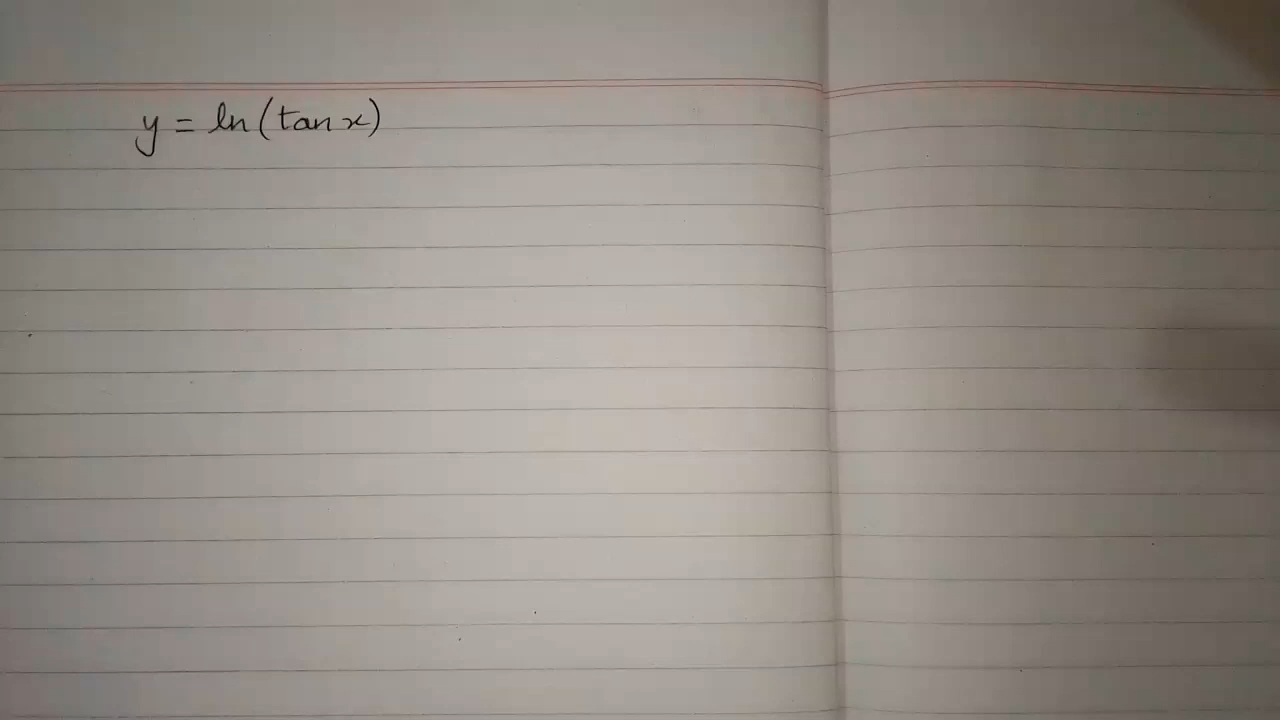 y = ln(tan x)